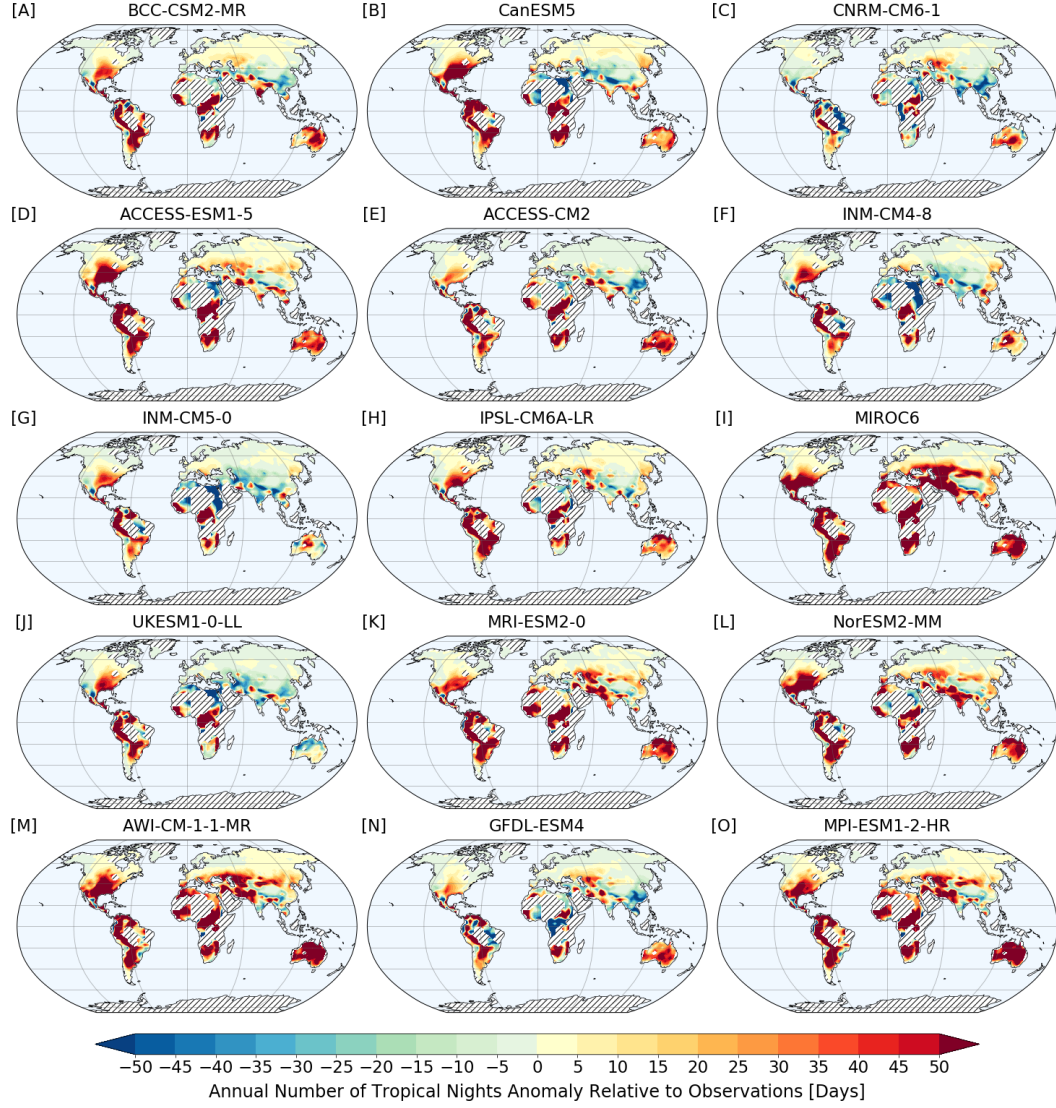 [A] BCC-CSM2-MR [B] CanESM5 [C] CNRM-CM6-1
[D] ACCESS-ESM1-5 [E] ACCESS-CM2 [F] INM-CM4-8
[G] INM-CM5-0 [H] IPSL-CM6A-LR [I] MIROC6
[J] UKESM1-0-LL [K] MRI-ESM2-0 [L] NorESM2-MM
[M] AWI-CM-1-1-MR [N] GFDL-ESM4 [O] MPI-ESM1-2-HR
−50 −45 −40 −35 −30 −25 −20 −15 −10 −5 0 5 10 15 20 25 30 35 40 45 50
Annual Number of Tropical Nights Anomaly Relative to Observations [Days]